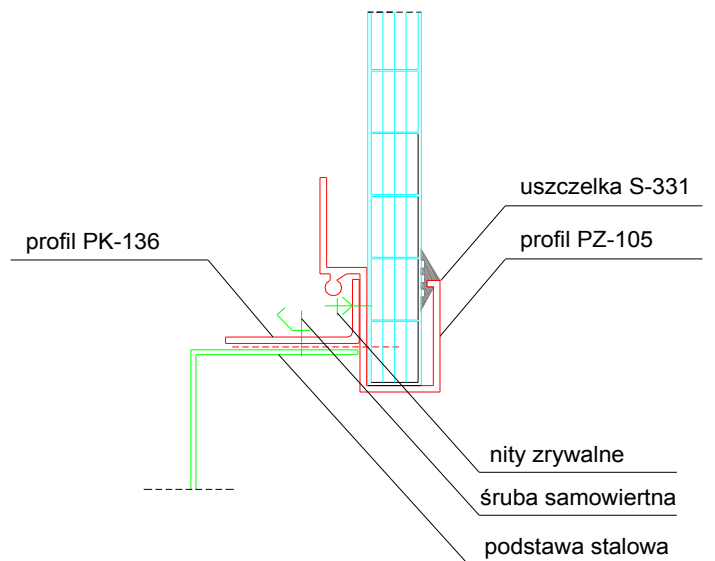 uszczelka S-331
profil PK-136
profil PZ-105
nity zrywalne
śruba samowiertna
podstawa stalowa